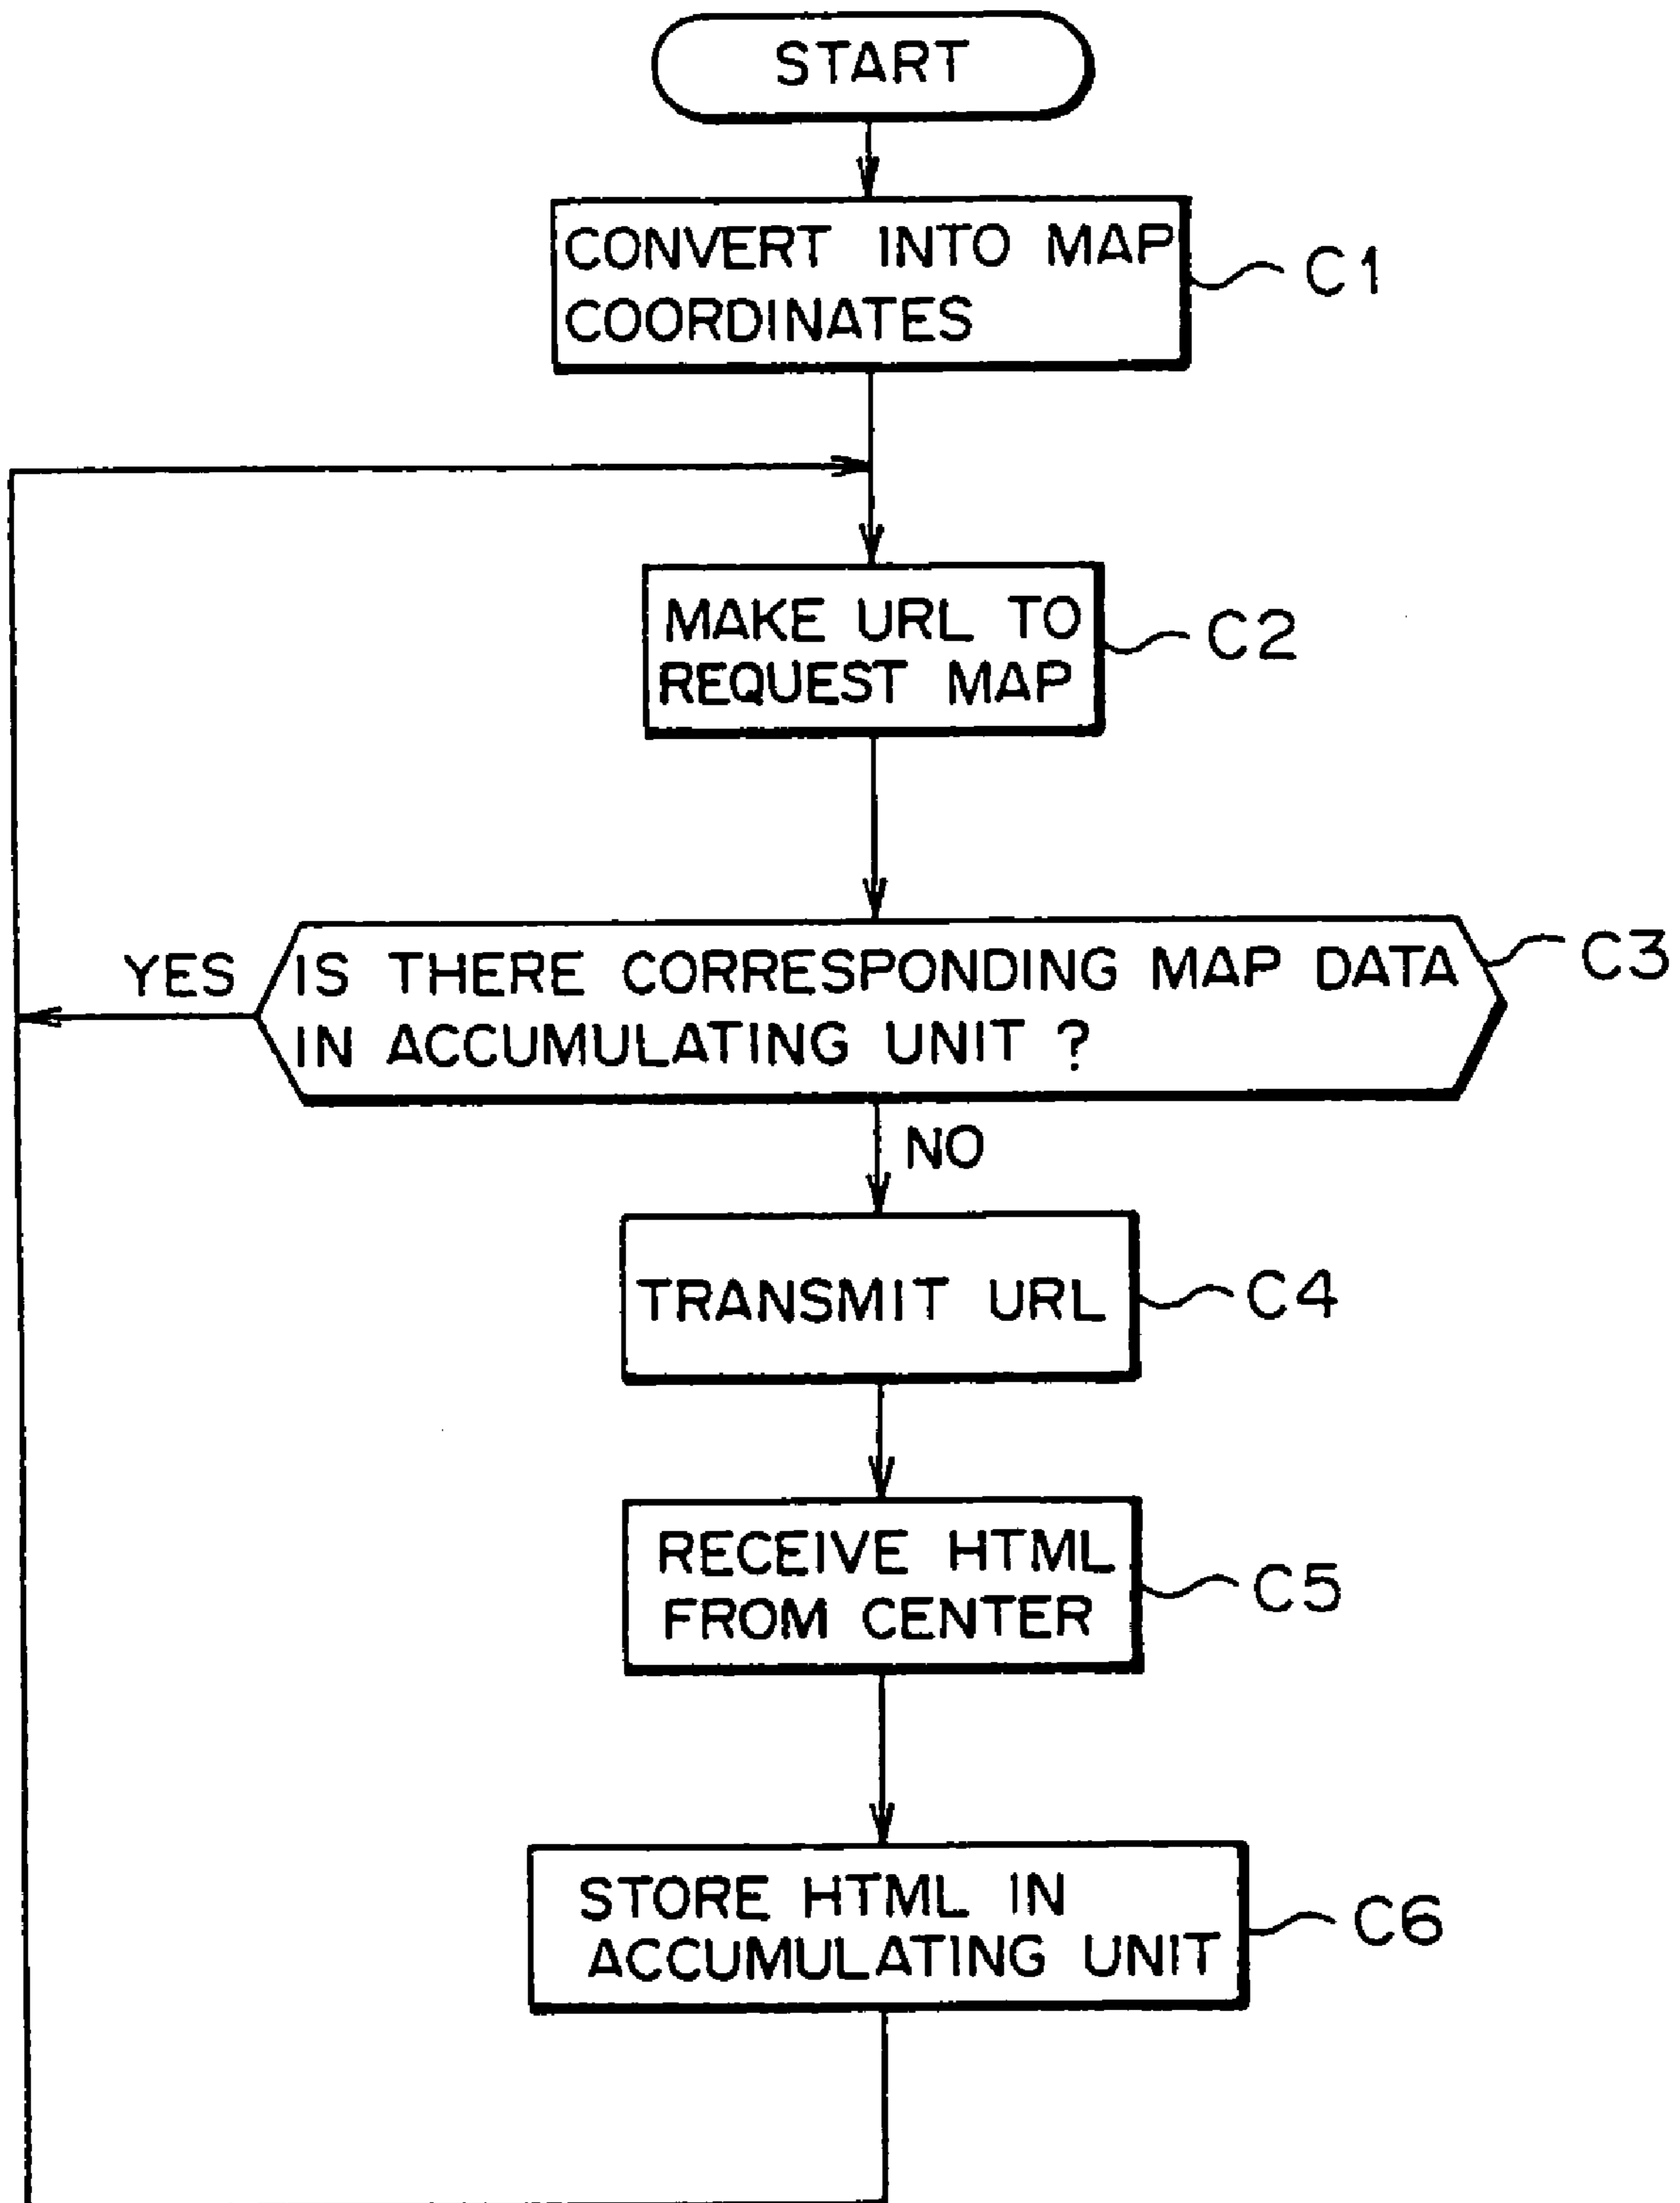 START
CONVERT INTO MAP
COORDINATES
C1
MAKE URL TO
REQUEST MAP
C2
YES
IS THERE CORRESPONDING MAP DATA
IN ACCUMULATING UNIT ?
C3
NO
TRANSMIT URL
C4
RECEIVE HTML
FROM CENTER
C5
STORE HTML IN
ACCUMULATING UNIT
C6